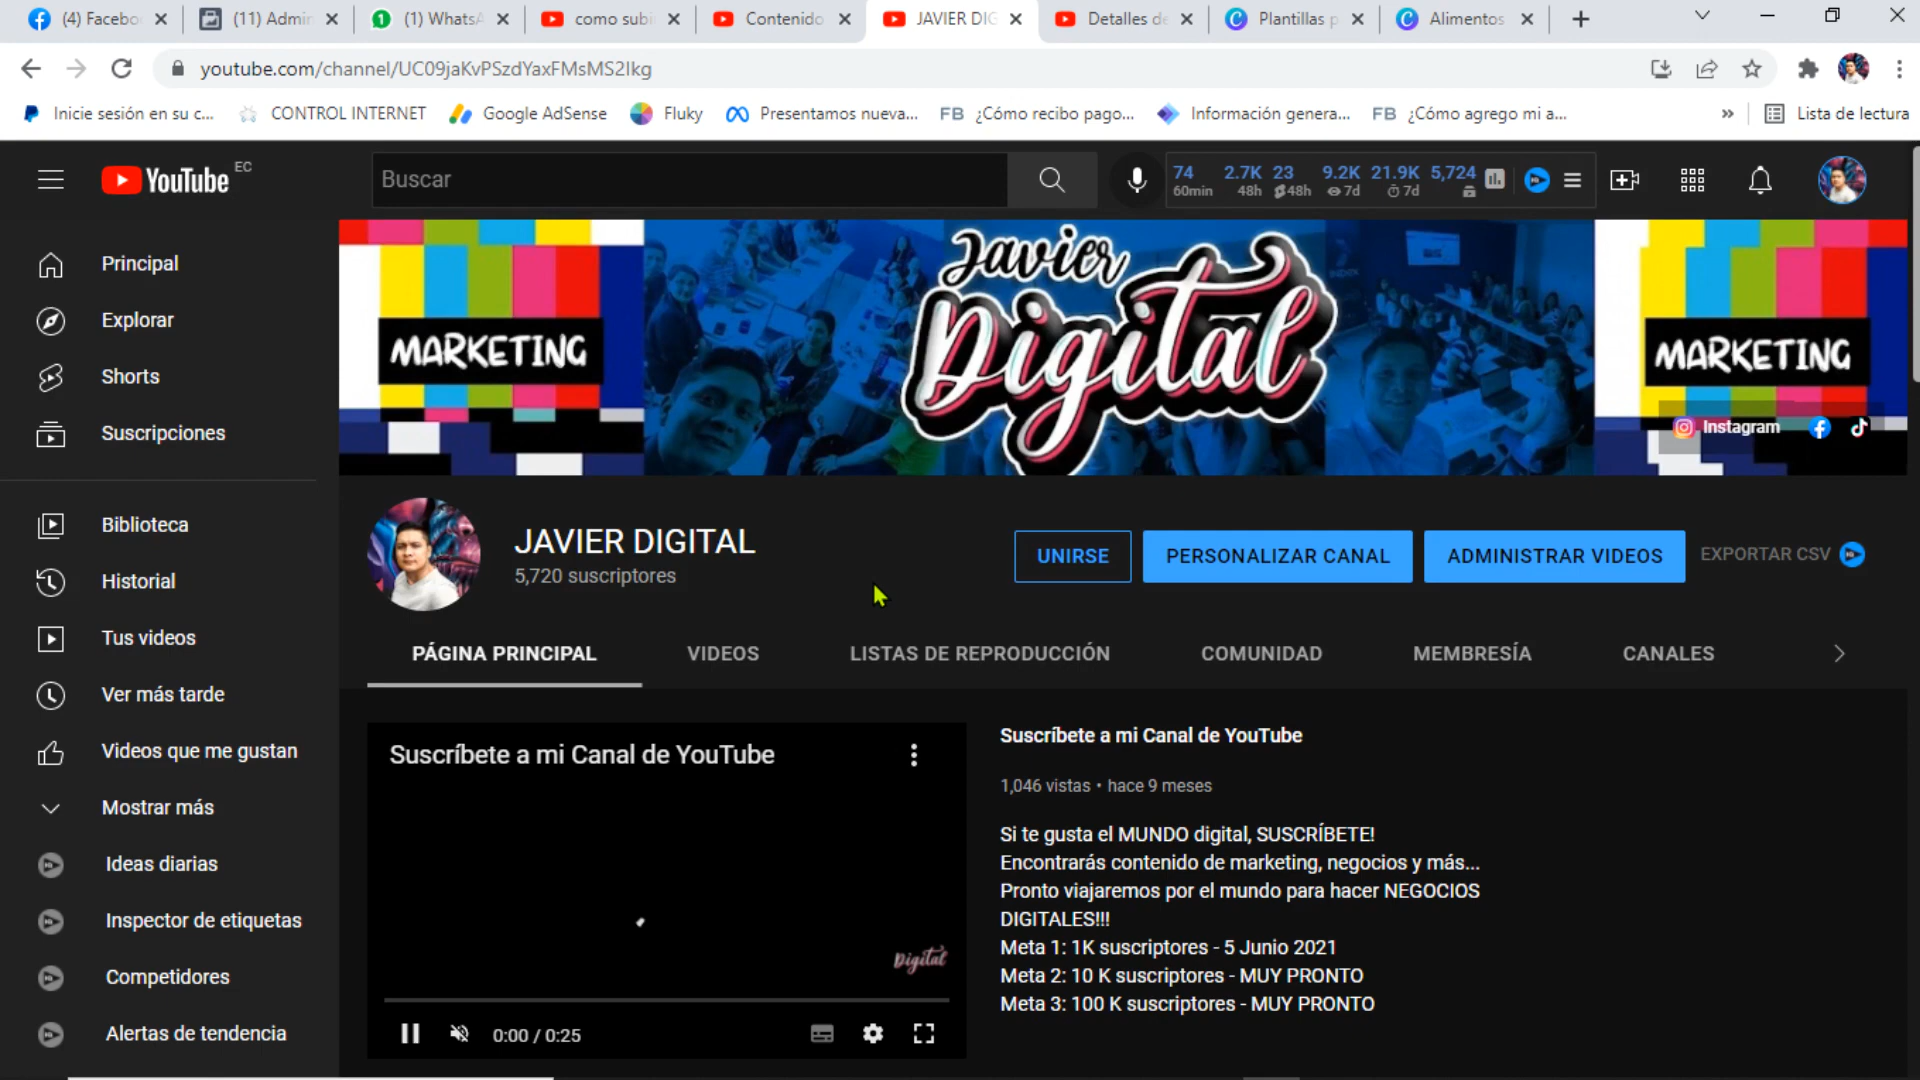 (4) Facebo
(11) Admin
(1) WhatsA
como subi
Contenido
JAVIER DIG
Detalles de
Plantillas p
Alimentos
youtube.com/channel/UC09jaKvPSzdYaxFMsMS2Ikg
Inicie sesión en su c...
CONTROL INTERNET
Google AdSense
Fluky
Presentamos nueva...
FB ¿Cómo recibo pago...
Información genera...
FB ¿Cómo agrego mi a...
»
Lista de lectura
YouTube EC
Buscar
74 2.7K 23 9.2K 21.9K 5,724
60min 48h 48h 7d 7d
Principal
Explorar
Shorts
Suscripciones
Biblioteca
Historial
Tus videos
Ver más tarde
Videos que me gustan
Mostrar más
Ideas diarias
Inspector de etiquetas
Competidores
Alertas de tendencia
MARKETING
Javier
Digital
MARKETING
Instagram
JAVIER DIGITAL
5,720 suscriptores
UNIRSE
PERSONALIZAR CANAL
ADMINISTRAR VIDEOS
EXPORTAR CSV
PÁGINA PRINCIPAL
VIDEOS
LISTAS DE REPRODUCCIÓN
COMUNIDAD
MEMBRESÍA
CANALES
Suscríbete a mi Canal de YouTube
Digital
0:00 / 0:25
Suscríbete a mi Canal de YouTube
1,046 vistas • hace 9 meses
Si te gusta el MUNDO digital, SUSCRÍBETE!
Encontrarás contenido de marketing, negocios y más...
Pronto viajaremos por el mundo para hacer NEGOCIOS
DIGITALES!!!
Meta 1: 1K suscriptores - 5 Junio 2021
Meta 2: 10 K suscriptores - MUY PRONTO
Meta 3: 100 K suscriptores - MUY PRONTO